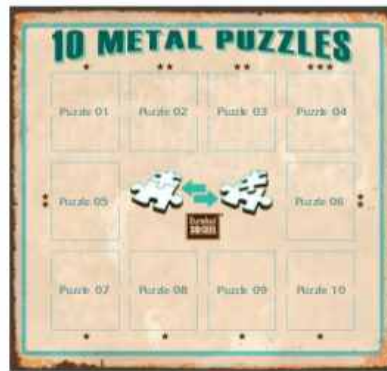 10 METAL PUZZLES
Puzzle 01 Puzzle 02 Puzzle 03 Puzzle 04
Puzzle 05 Puzzle 06
Eureka!
Puzzle 07 Puzzle 08 Puzzle 09 Puzzle 10